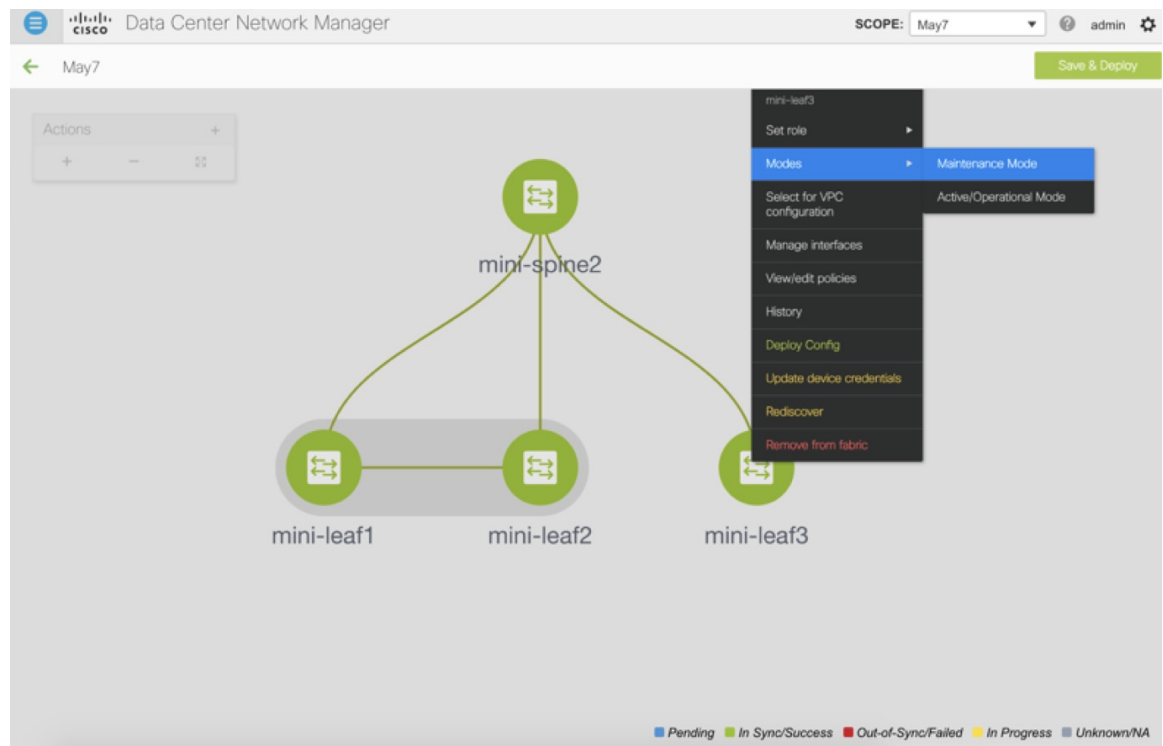 cisco Data Center Network Manager SCOPE: May7 admin
May7 Save & Deploy
Actions
mini-leaf3
Set role
Modes Maintenance Mode
Select for VPC configuration Active/Operational Mode
Manage interfaces
View/edit policies
History
Deploy Config
Update device credentials
Rediscover
Remove from fabric
mini-spine2
mini-leaf1 mini-leaf2 mini-leaf3
Pending In Sync/Success Out-of-Sync/Failed In Progress Unknown/NA